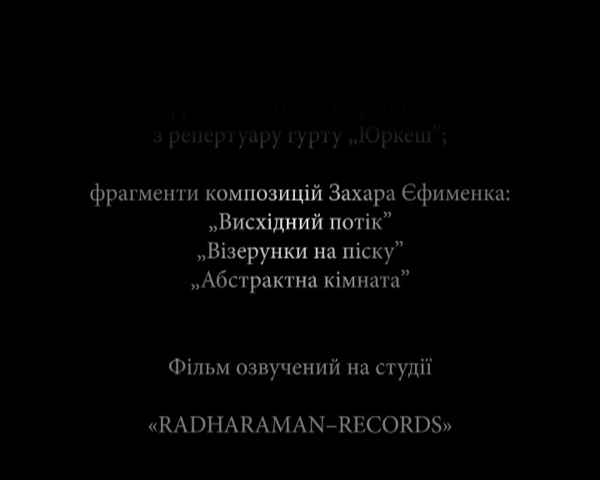 з репертуару гурту „Юркеш”;
фрагменти композицій Захара Єфименка:
„Висхідний потік”
„Візерунки на піску”
„Абстрактна кімната”
Фільм озвучений на студії
«RADHARAMAN–RECORDS»